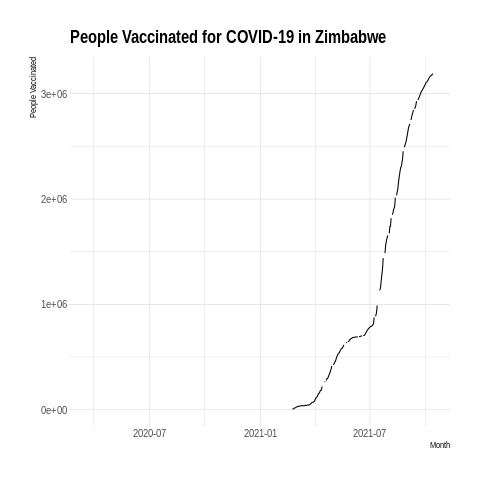 People Vaccinated for COVID-19 in Zimbabwe
People Vaccinated
3e+06
2e+06
1e+06
0e+00
2020-07 2021-01 2021-07
Month